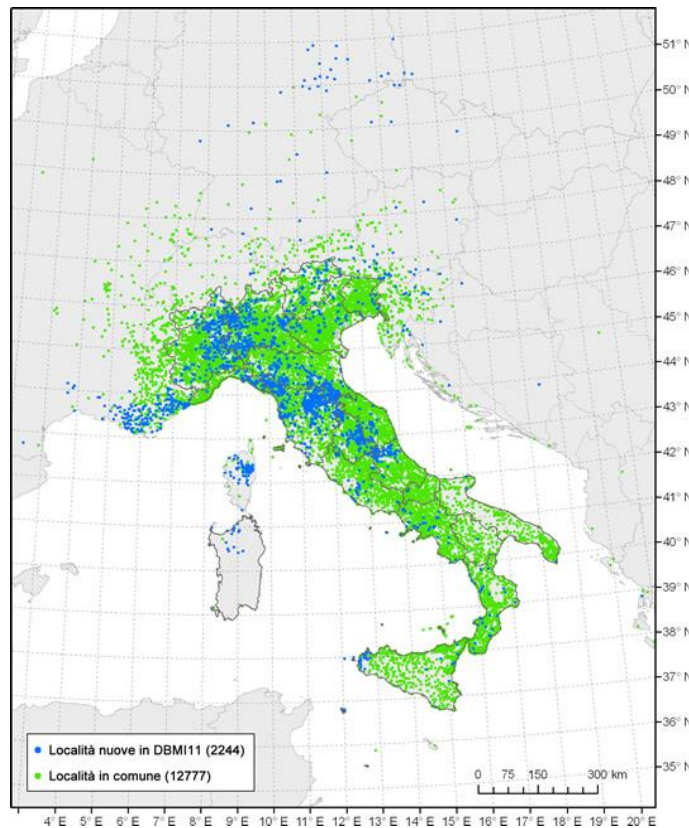 51° N
50° N
49° N
48° N
47° N
46° N
45° N
44° N
43° N
42° N
41° N
40° N
39° N
38° N
37° N
36° N
35° N
Località nuove in DBMI11 (2244)
Località in comune (12777)
0 75 150 300 km
4° E 5° E 6° E 7° E 8° E 9° E 10° E 11° E 12° E 13° E 14° E 15° E 16° E 17° E 18° E 19° E 20° E